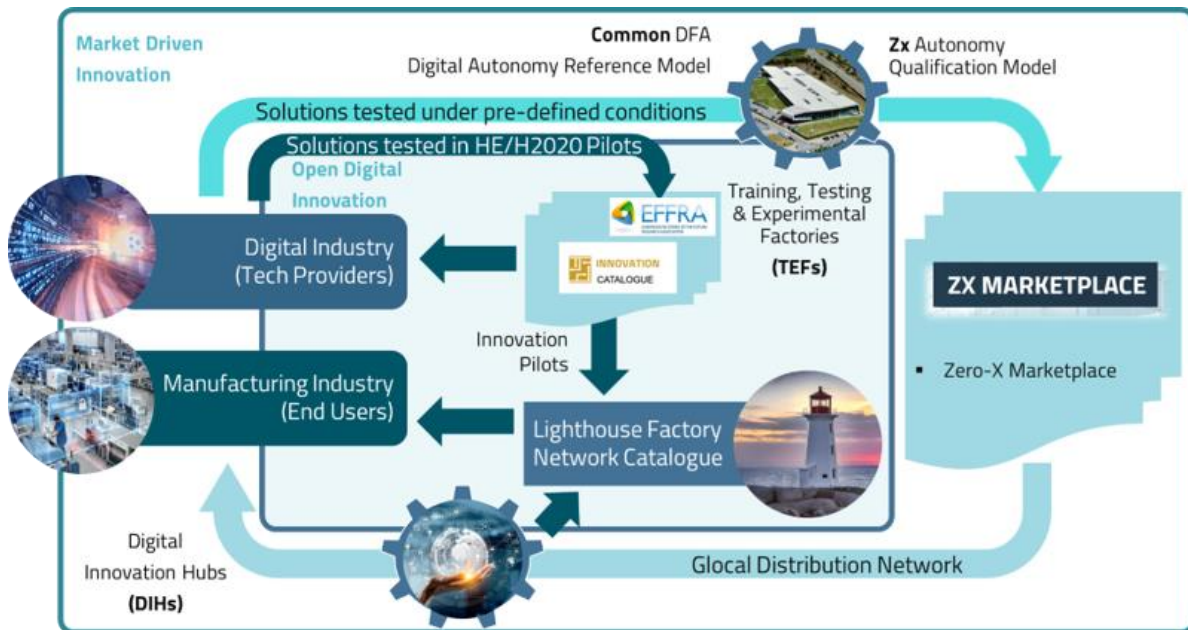 Market Driven
Innovation
Common DFA
Digital Autonomy Reference Model
Zx Autonomy
Qualification Model
Solutions tested under pre-defined conditions
Solutions tested in HE/H2020 Pilots
Open Digital
Innovation
EFFRA
INNOVATION
CATALOGUE
Training, Testing
& Experimental
Factories
(TEFs)
Digital Industry
(Tech Providers)
ZX MARKETPLACE
▪ Zero-X Marketplace
Innovation
Pilots
Manufacturing Industry
(End Users)
Lighthouse Factory
Network Catalogue
Digital
Innovation Hubs
(DIHs)
Glocal Distribution Network